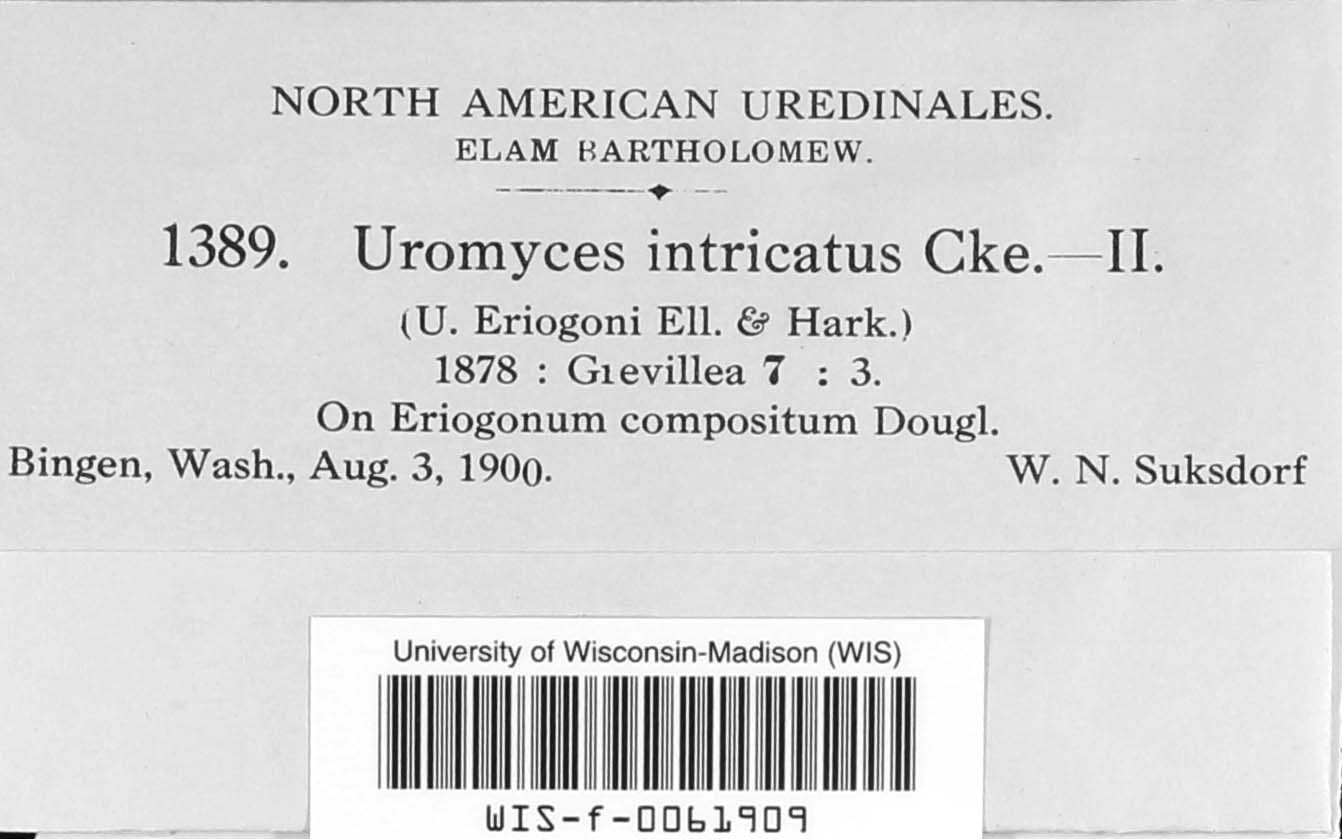 NORTH AMERICAN UREDINALES.
ELAM BARTHOLOMEW.
1389. Uromyces intricatus Cke.—II.
(U. Eriogoni Ell. & Hark.)
1878 : Grevillea 7 : 3.
On Eriogonum compositum Dougl.
Bingen, Wash., Aug. 3, 1900. W. N. Suksdorf
University of Wisconsin-Madison (WIS)
WIS-f-0061909